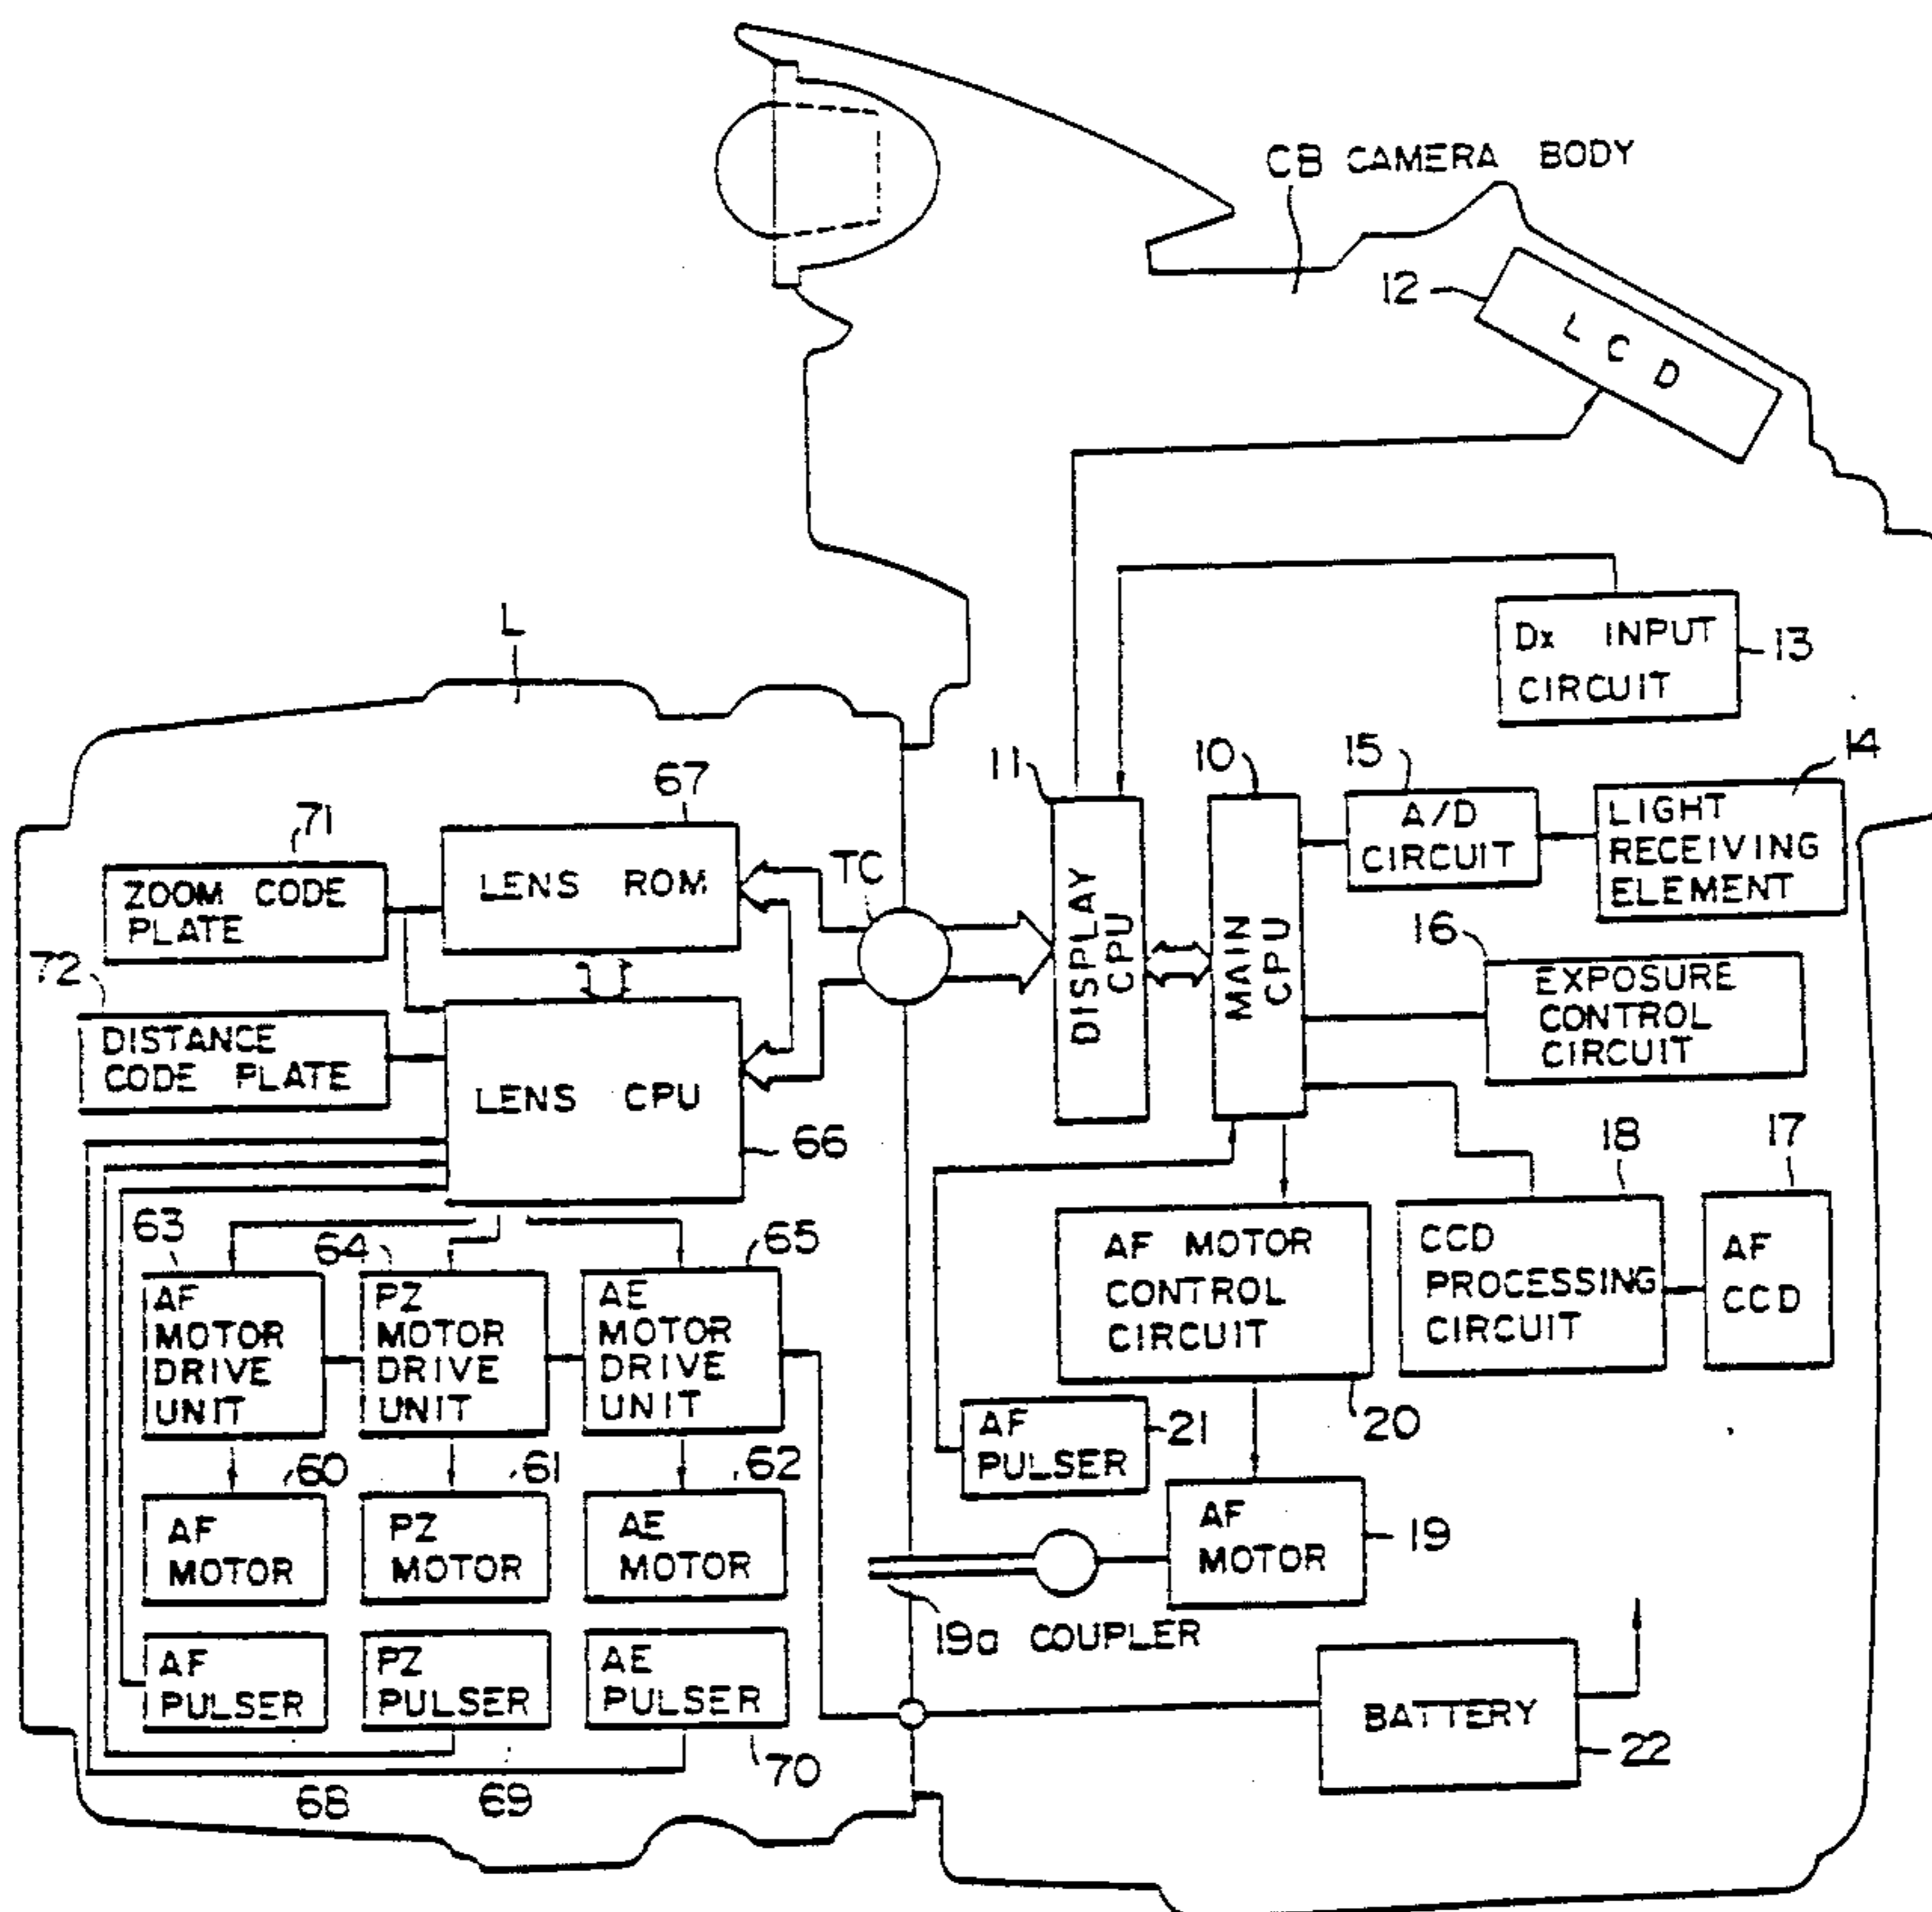 CB CAMERA BODY
12
LCD
L
Dx INPUT
CIRCUIT
13
11
10
15
14
67
71
A/D
CIRCUIT
LIGHT
RECEIVING
ELEMENT
ZOOM CODE
PLATE
LENS ROM
TC
DISPLAY
CPU
MAIN
CPU
16
72
EXPOSURE
CONTROL
CIRCUIT
DISTANCE
CODE PLATE
LENS CPU
66
18
17
63
64
65
AF
MOTOR
DRIVE
UNIT
PZ
MOTOR
DRIVE
UNIT
AE
MOTOR
DRIVE
UNIT
AF MOTOR
CONTROL
CIRCUIT
CCD
PROCESSING
CIRCUIT
AF
CCD
20
AF
PULSER
21
60
61
62
AF
MOTOR
PZ
MOTOR
AE
MOTOR
AF
MOTOR
19
19a COUPLER
AF
PULSER
PZ
PULSER
AE
PULSER
BATTERY
22
70
68
69